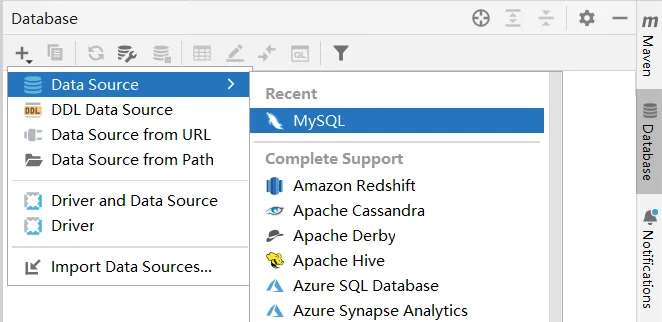 Database
QL
Data Source
DDL Data Source
Data Source from URL
Data Source from Path
Driver and Data Source
Driver
Import Data Sources...
Recent
MySQL
Complete Support
Amazon Redshift
Apache Cassandra
Apache Derby
Apache Hive
Azure SQL Database
Azure Synapse Analytics
m Maven
Database
Notifications
DDL